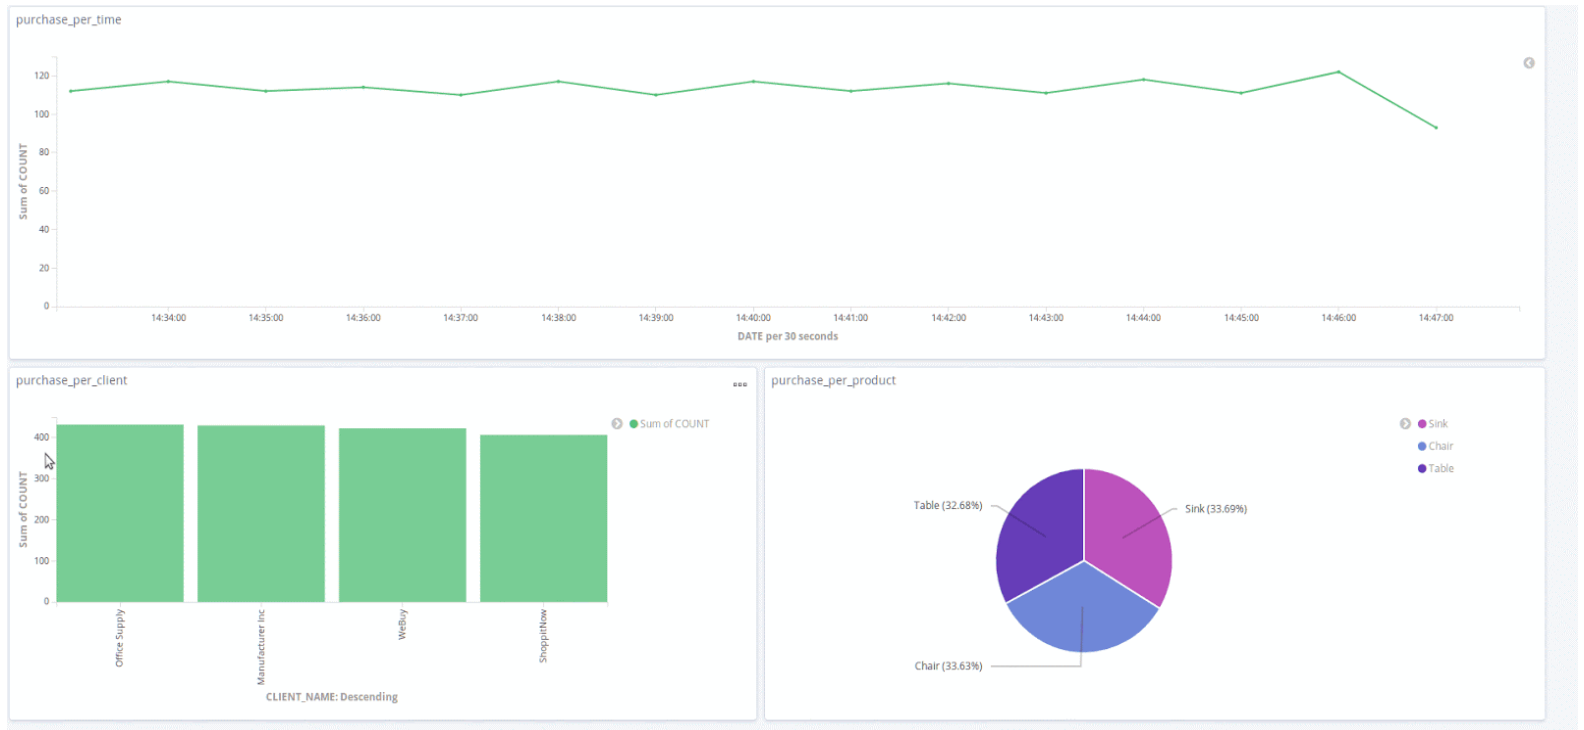 purchase_per_time
120
100
80
60
40
20
0
Sum of COUNT
14:34:00 14:35:00 14:36:00 14:37:00 14:38:00 14:39:00 14:40:00 14:41:00 14:42:00 14:43:00 14:44:00 14:45:00 14:46:00 14:47:00
DATE per 30 seconds
purchase_per_client
400
300
200
100
0
Sum of COUNT
Sum of COUNT
Office Supply
Manufacturer Inc
WeBuy
ShoppitNow
CLIENT_NAME: Descending
purchase_per_product
Sink
Chair
Table
Table (32.68%)
Sink (33.69%)
Chair (33.63%)